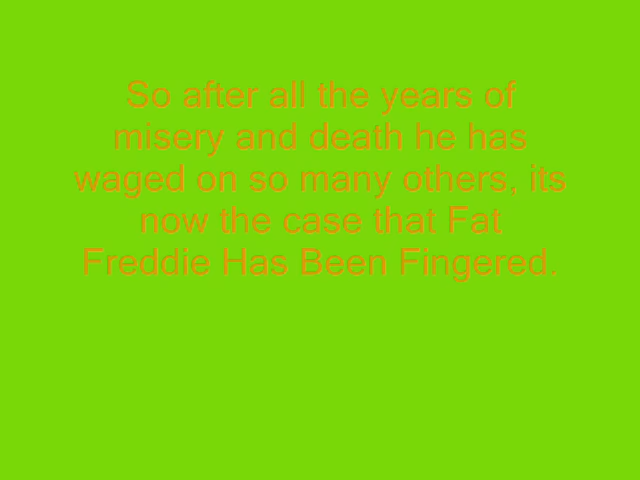 So after all the years of
misery and death he has
waged on so many others, its
now the case that Fat
Freddie Has Been Fingered.